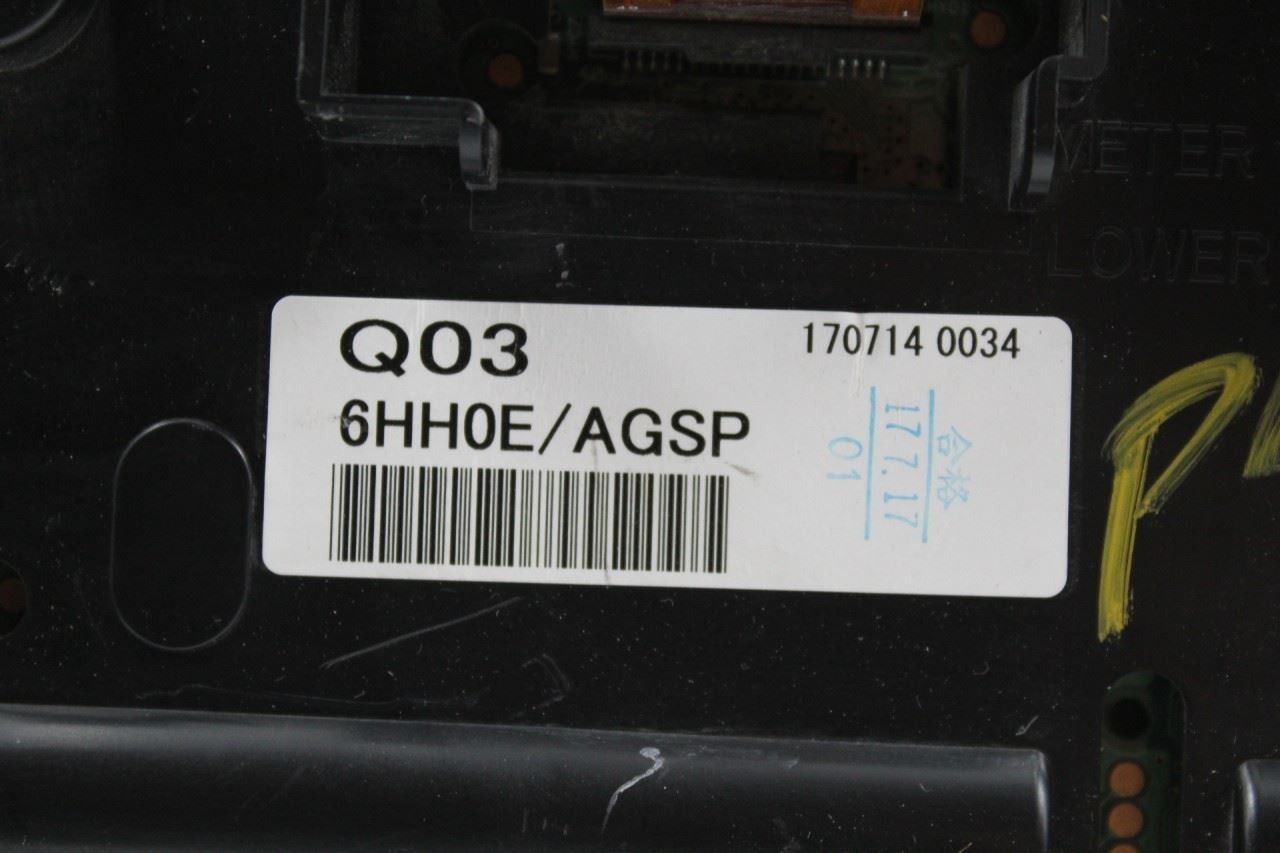 METER
LOWER
Q03
170714 0034
6HH0E/AGSP
合格
17 7. 17
01